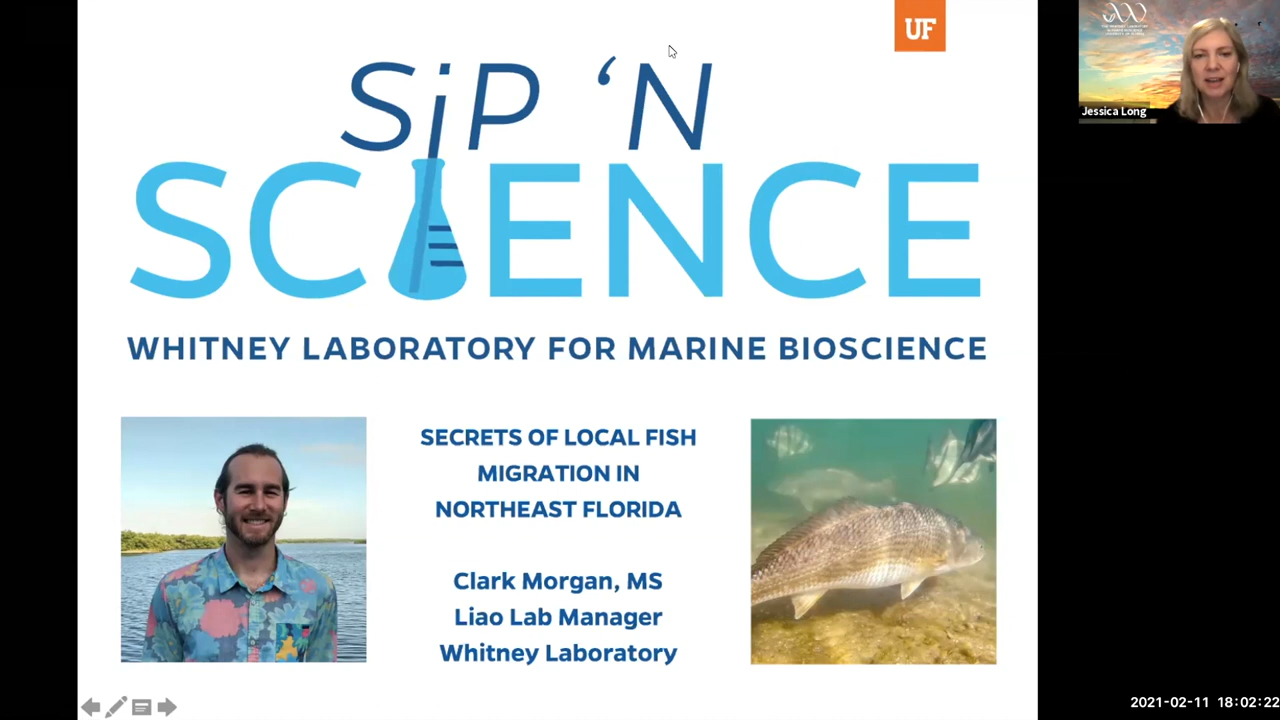 UF
SiP 'N
SCIENCE
WHITNEY LABORATORY FOR MARINE BIOSCIENCE
SECRETS OF LOCAL FISH
MIGRATION IN
NORTHEAST FLORIDA
Clark Morgan, MS
Liao Lab Manager
Whitney Laboratory
Jessica Long
2021-02-11 18:02:22